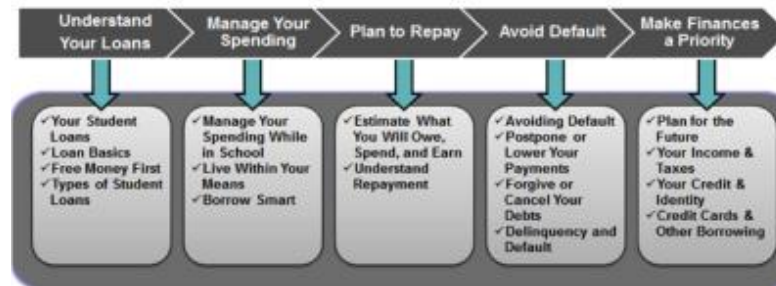 Understand
Your Loans
Manage Your
Spending
Plan to Repay
Avoid Default
Make Finances
a Priority
✓Your Student
Loans
✓Loan Basics
✓Free Money First
✓Types of Student
Loans
✓Manage Your
Spending While
in School
✓Live Within Your
Means
✓Borrow Smart
✓Estimate What
You Will Owe,
Spend, and Earn
✓Understand
Repayment
✓Avoiding Default
✓Postpone or
Lower Your
Payments
✓Forgive or
Cancel Your
Debts
✓Delinquency and
Default
✓Plan for the
Future
✓Your Income &
Taxes
✓Your Credit &
Identity
✓Credit Cards &
Other Borrowing